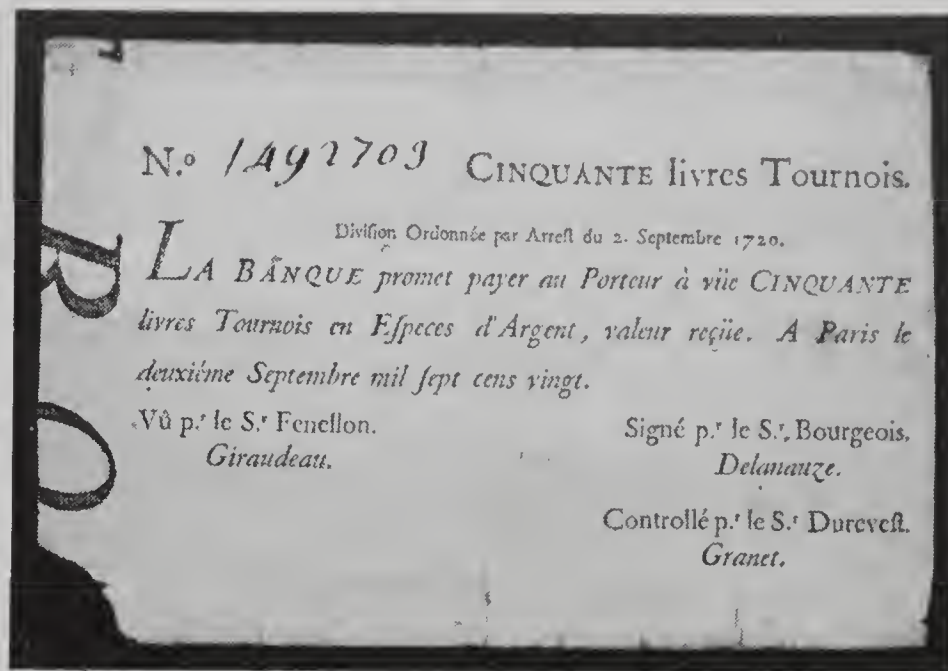 N.º 1492709 CINQUANTE livres Tournois.
Division Ordonnée par Arrest du 2. Septembre 1720.
LA BANQUE promet payer au Porteur à vüe CINQUANTE
livres Tournois en Especes d'Argent, valeur reçüe. A Paris le
deuxiéme Septembre mil sept cens vingt.
Vû p.r le S.r Fenellon.
Giraudeau.
Signé p.r le S.r Bourgeois.
Delanauze.
Controllé p.r le S.r Durevest.
Granet.